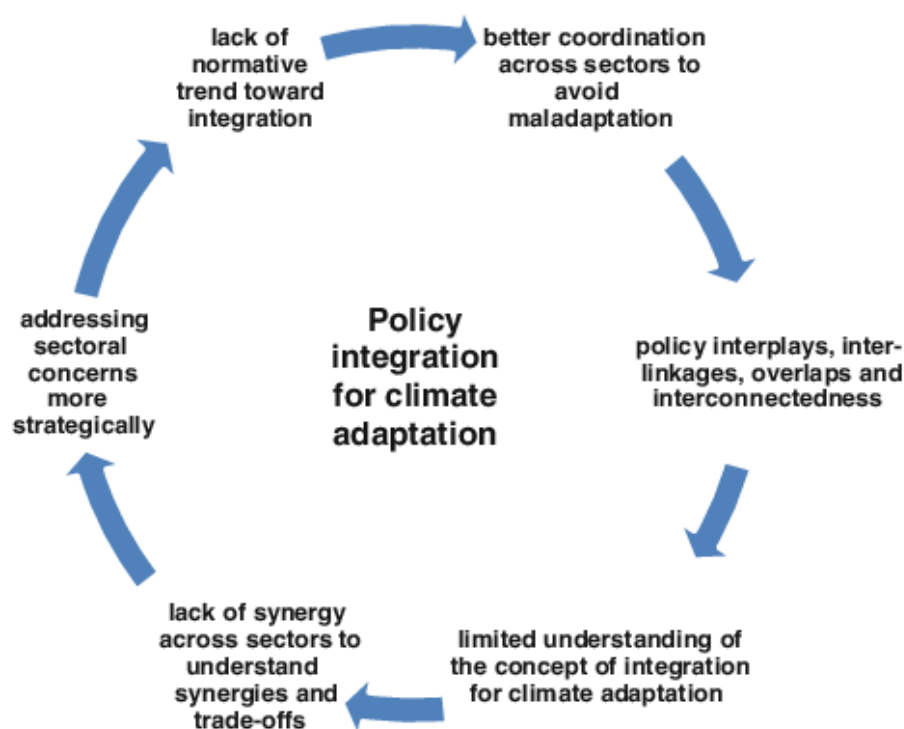 lack of
normative
trend toward
integration
better coordination
across sectors to
avoid
maladaptation
policy interplays, inter-
linkages, overlaps and
interconnectedness
limited understanding of
the concept of integration
for climate adaptation
lack of synergy
across sectors to
understand
synergies and
trade-offs
addressing
sectoral
concerns
more
strategically
Policy
integration
for climate
adaptation